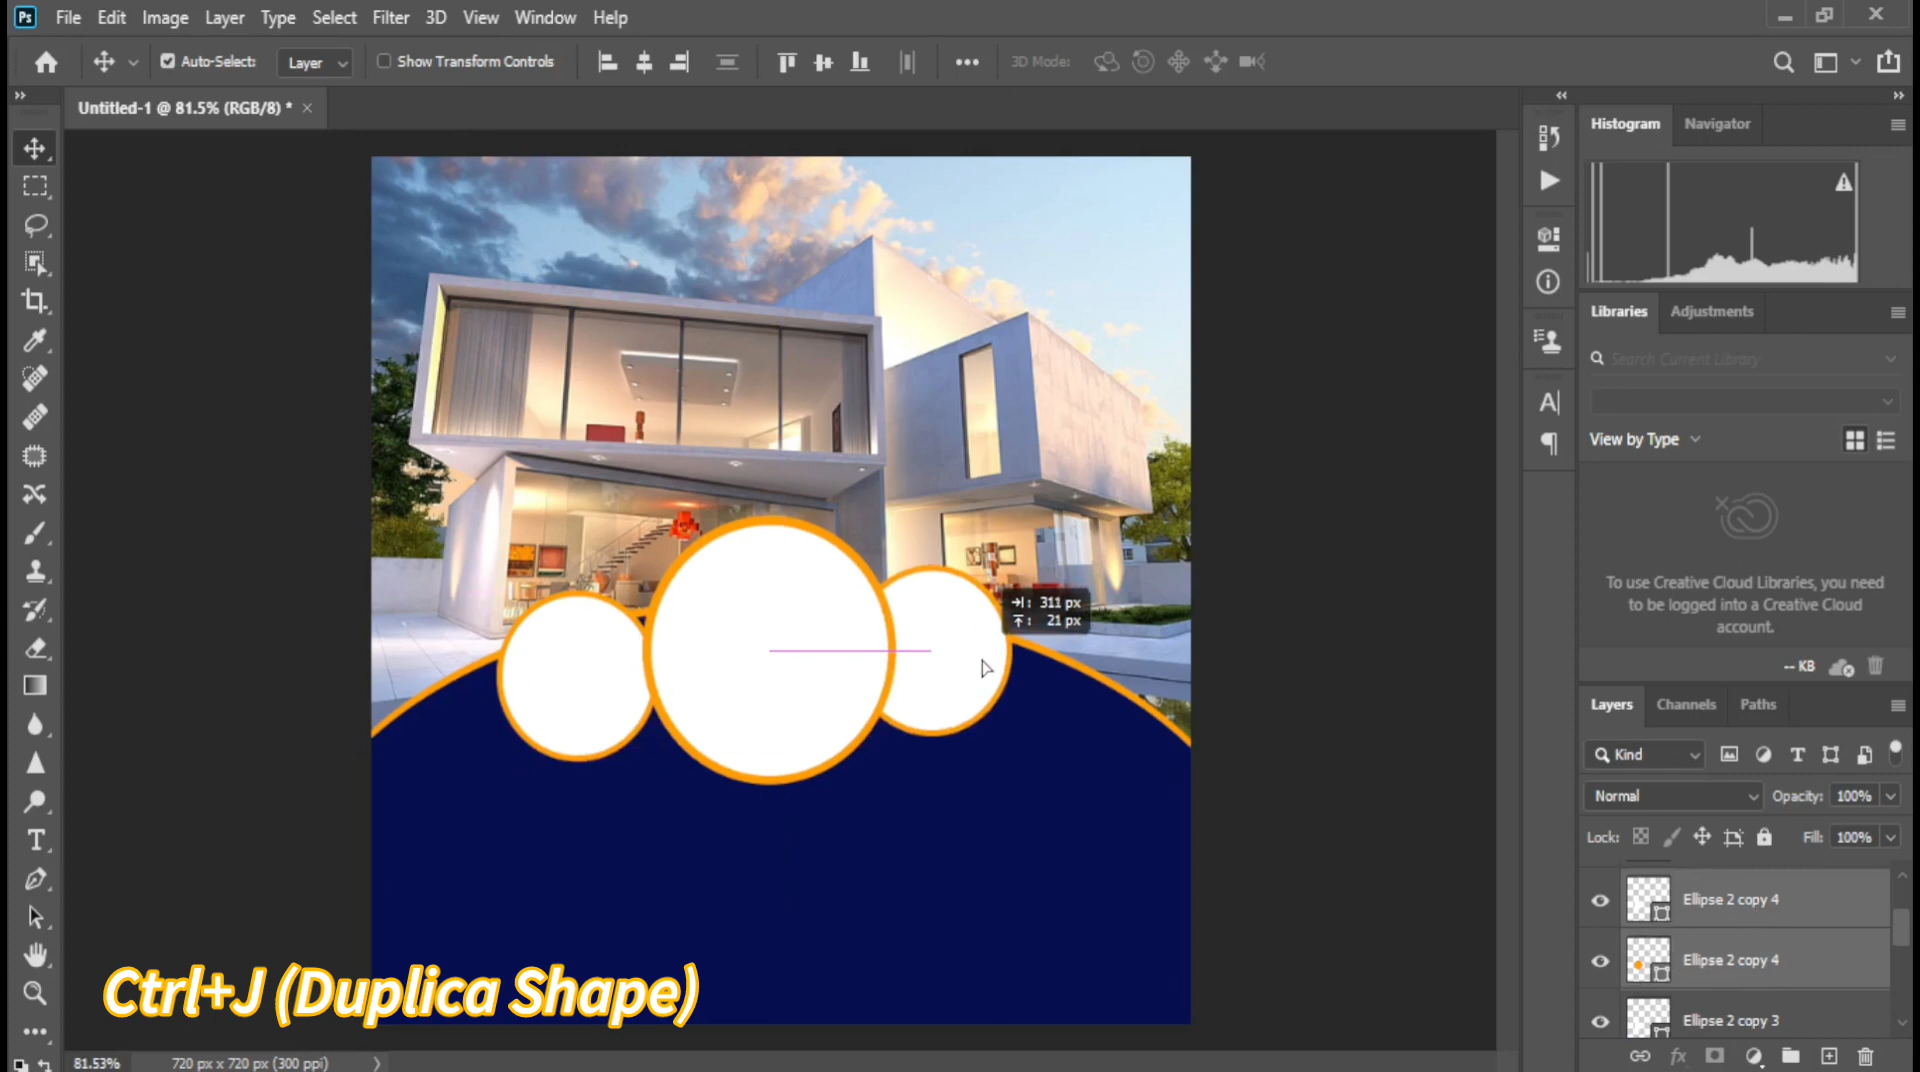 Ps File Edit Image Layer Type Select Filter 3D View Window Help
Auto-Select: Layer Show Transform Controls 3D Mode:
Untitled-1 @ 81.5% (RGB/8) *
Histogram Navigator
Libraries Adjustments
Search Current Library
View by Type
To use Creative Cloud Libraries, you need
to be logged into a Creative Cloud
account.
-- KB
311 px
21 px
Layers Channels Paths
Kind
Normal Opacity: 100%
Lock: Fill: 100%
Ellipse 2 copy 4
Ellipse 2 copy 4
Ellipse 2 copy 3
Ctrl+J (Duplica Shape)
81.53% 720 px x 720 px (300 ppi)